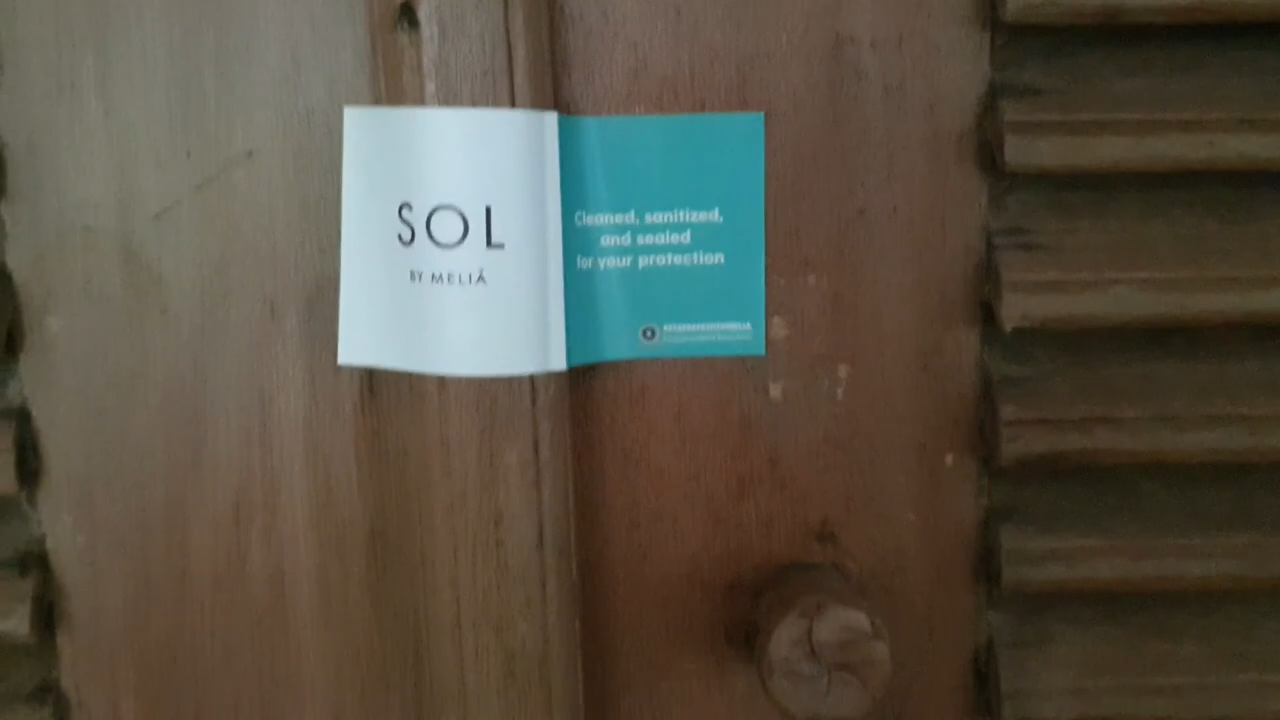 SOL
BY MELIÁ
Cleaned, sanitized,
and sealed
for your protection